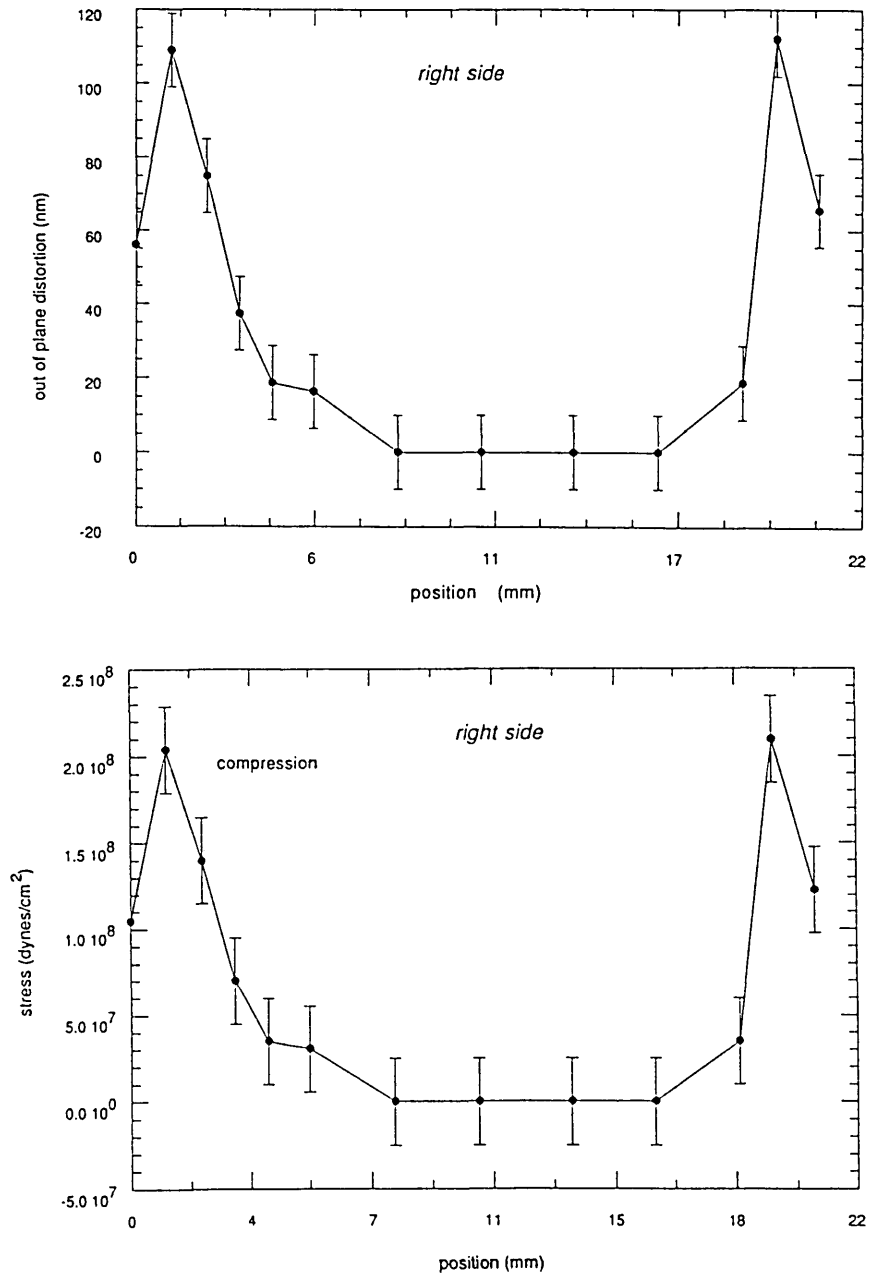 120
100
80
60
40
20
0
-20
out of plane distortion (nm)
right side
0 6 11 17 22
position (mm)
2.5 10⁸
2.0 10⁸
1.5 10⁸
1.0 10⁸
5.0 10⁷
0.0 10⁰
-5.0 10⁷
stress (dynes/cm²)
right side
compression
0 4 7 11 15 18 22
position (mm)